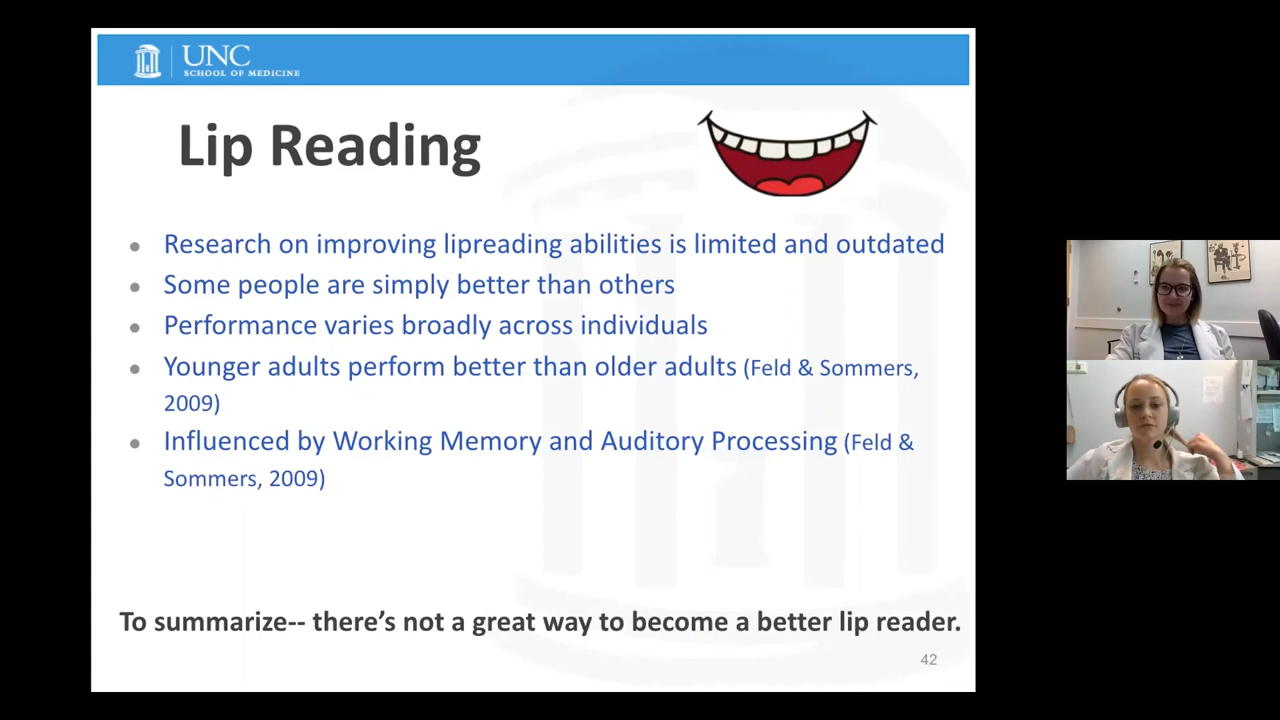 UNC
SCHOOL OF MEDICINE
Lip Reading
• Research on improving lipreading abilities is limited and outdated
• Some people are simply better than others
• Performance varies broadly across individuals
• Younger adults perform better than older adults (Feld & Sommers,
2009)
• Influenced by Working Memory and Auditory Processing (Feld &
Sommers, 2009)
To summarize-- there's not a great way to become a better lip reader.
42